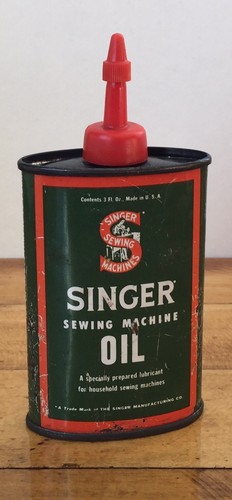 Contents 3 Fl. Oz. Made in U. S. A.
SINGER
SEWING
MACHINES
SINGER
SEWING MACHINE
OIL
A specially prepared lubricant
for household sewing machines
*A Trade Mark of THE SINGER MANUFACTURING CO.